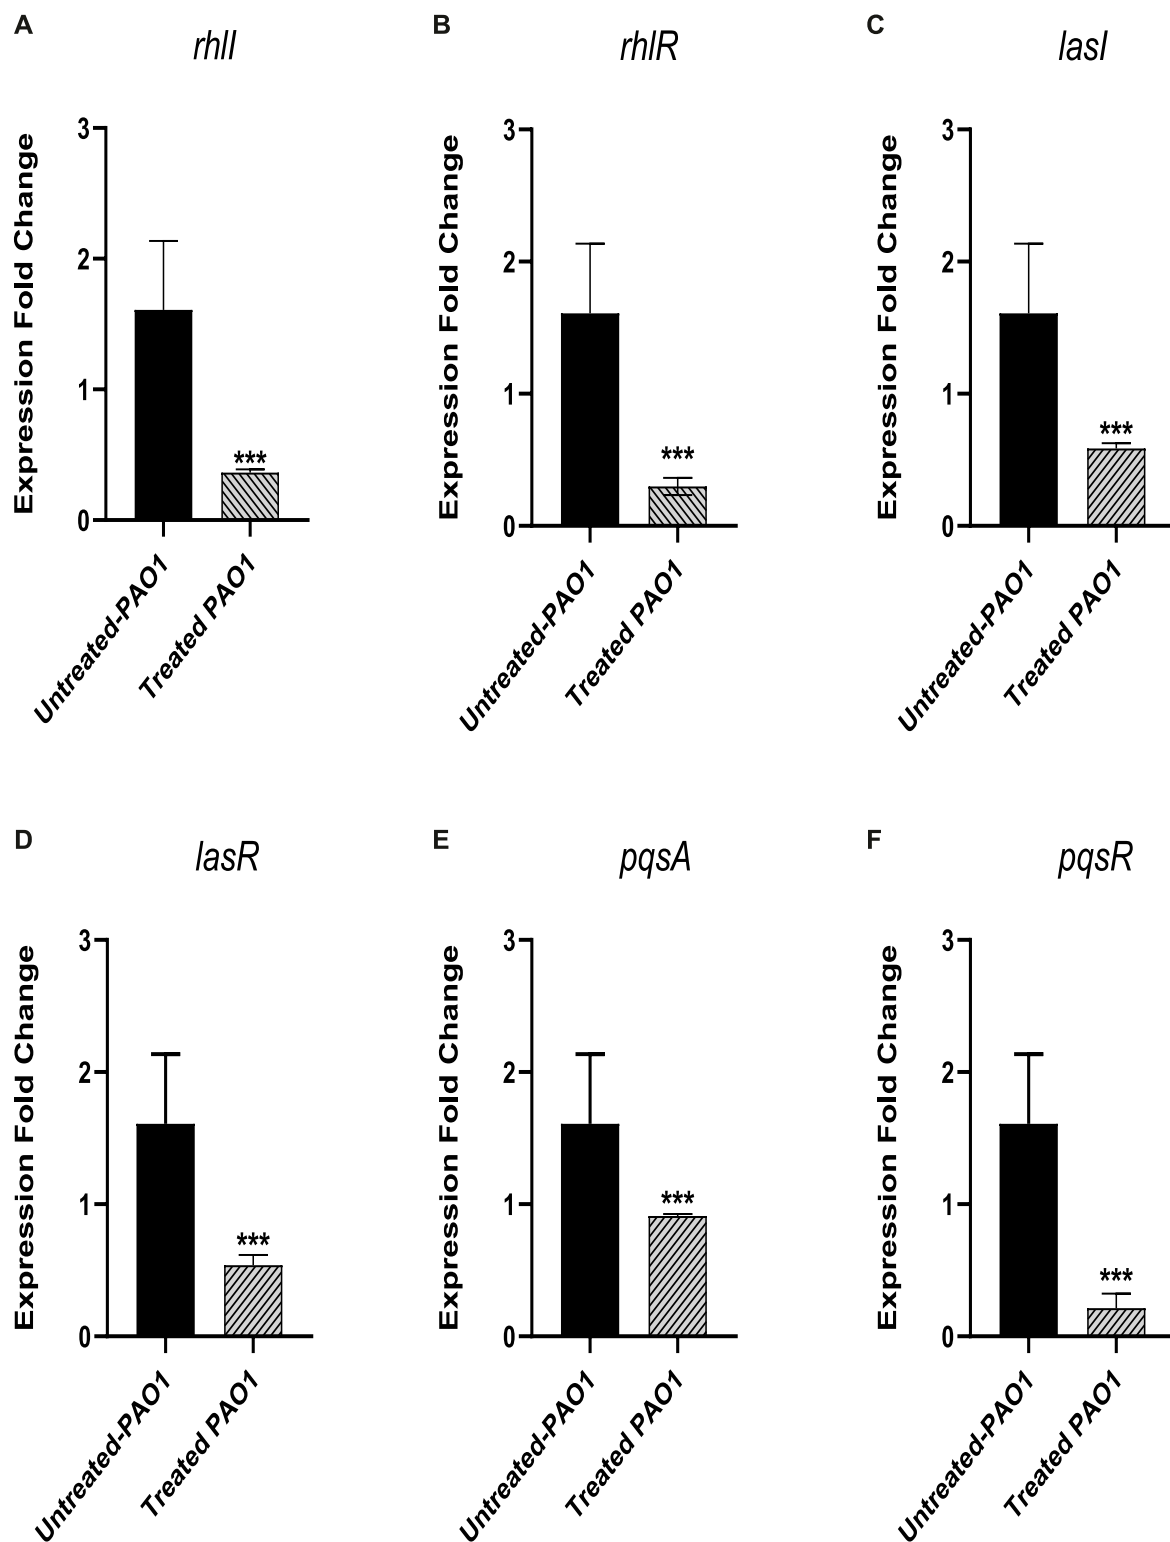 A
rhlI
Expression Fold Change
3
2
1
0
***
Untreated-PAO1
Treated PAO1
B
rhlR
Expression Fold Change
3
2
1
0
***
Untreated-PAO1
Treated PAO1
C
lasI
Expression Fold Change
3
2
1
0
***
Untreated-PAO1
Treated PAO1
D
lasR
Expression Fold Change
3
2
1
0
***
Untreated-PAO1
Treated PAO1
E
pqsA
Expression Fold Change
3
2
1
0
***
Untreated-PAO1
Treated PAO1
F
pqsR
Expression Fold Change
3
2
1
0
***
Untreated-PAO1
Treated PAO1